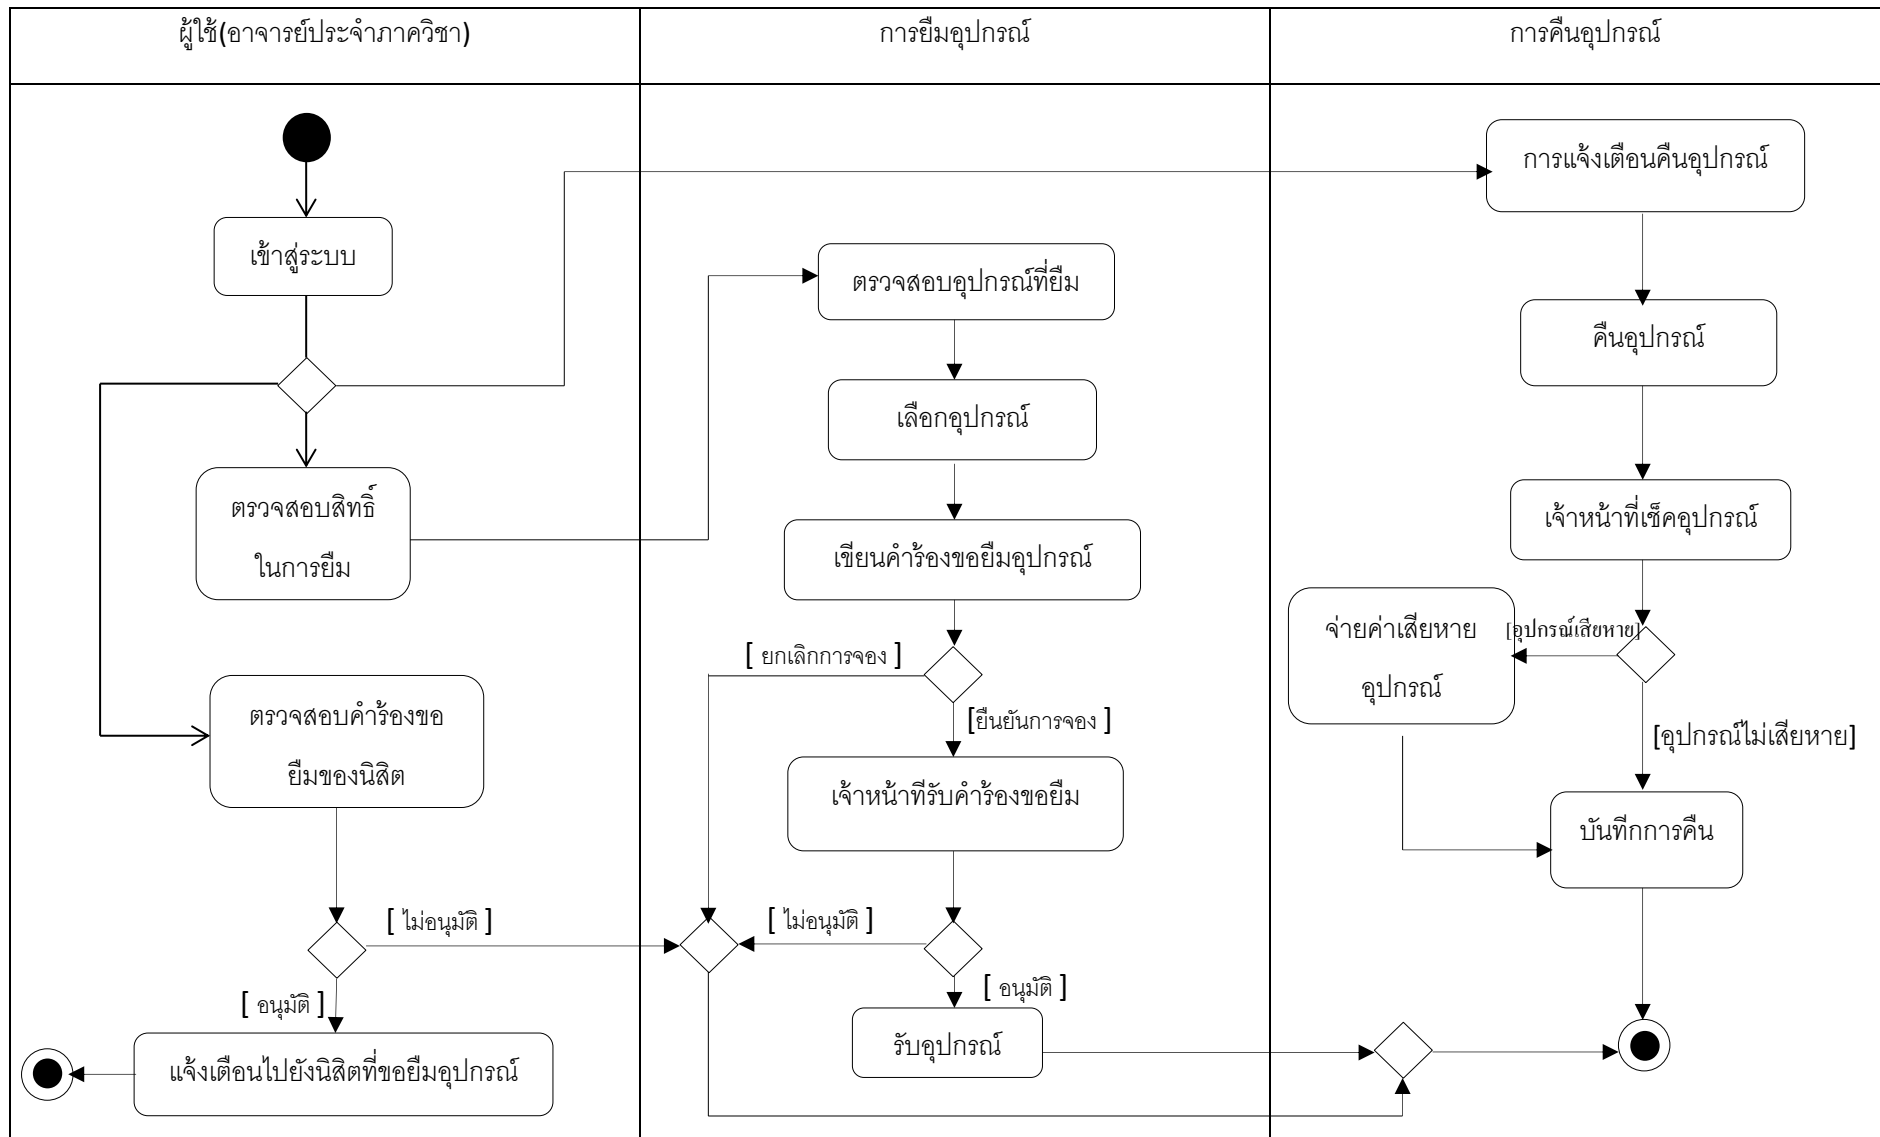 ผู้ใช้(อาจารย์ประจำภาควิชา)
การยืมอุปกรณ์
การคืนอุปกรณ์
เข้าสู่ระบบ
ตรวจสอบสิทธิ์
ในการยืม
ตรวจสอบคำร้องขอ
ยืมของนิสิต
[ ไม่อนุมัติ ]
[ อนุมัติ ]
แจ้งเตือนไปยังนิสิตที่ขอยืมอุปกรณ์
ตรวจสอบอุปกรณ์ที่ยืม
เลือกอุปกรณ์
เขียนคำร้องขอยืมอุปกรณ์
[ ยกเลิกการจอง ]
[ยืนยันการจอง ]
เจ้าหน้าที่รับคำร้องขอยืม
[ ไม่อนุมัติ ]
[ อนุมัติ ]
รับอุปกรณ์
การแจ้งเตือนคืนอุปกรณ์
คืนอุปกรณ์
เจ้าหน้าที่เช็คอุปกรณ์
จ่ายค่าเสียหาย
อุปกรณ์
[อุปกรณ์เสียหาย]
[อุปกรณ์ไม่เสียหาย]
บันทึกการคืน